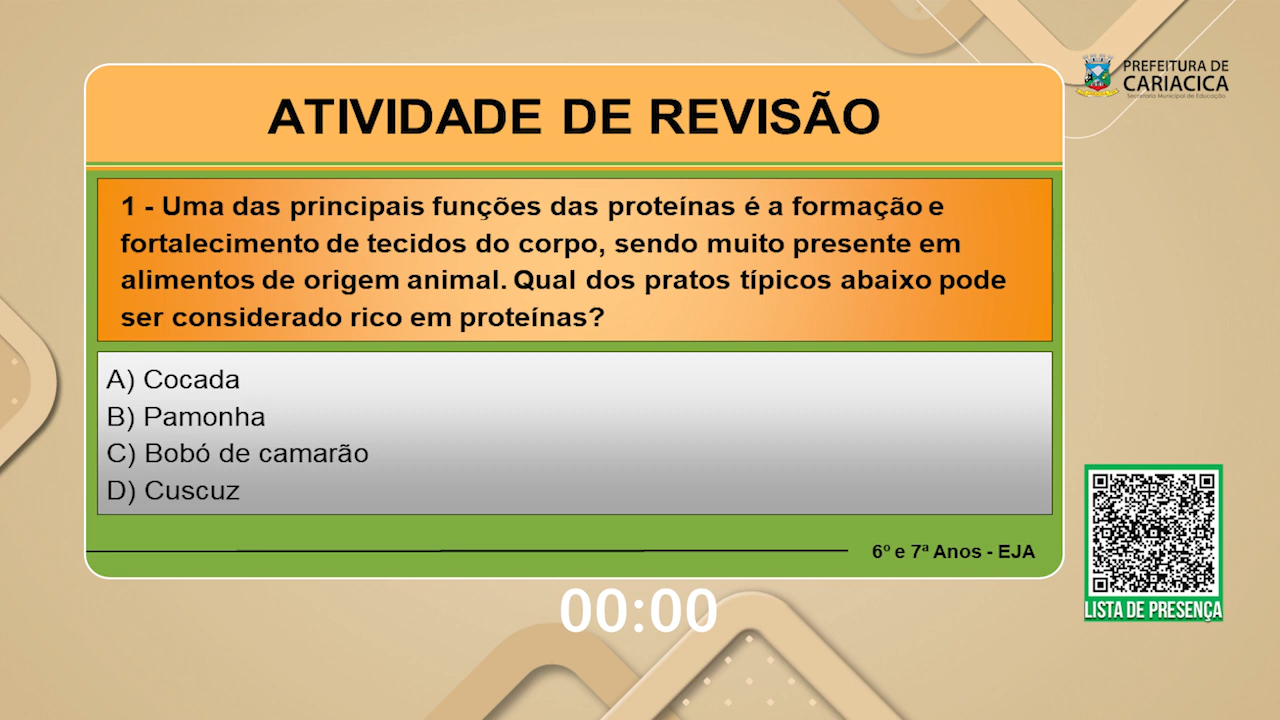 PREFEITURA DE
CARIACICA
Secretaria Municipal de Educação
ATIVIDADE DE REVISÃO
1 - Uma das principais funções das proteínas é a formação e
fortalecimento de tecidos do corpo, sendo muito presente em
alimentos de origem animal. Qual dos pratos típicos abaixo pode
ser considerado rico em proteínas?
A) Cocada
B) Pamonha
C) Bobó de camarão
D) Cuscuz
6º e 7ª Anos - EJA
LISTA DE PRESENÇA
00:00